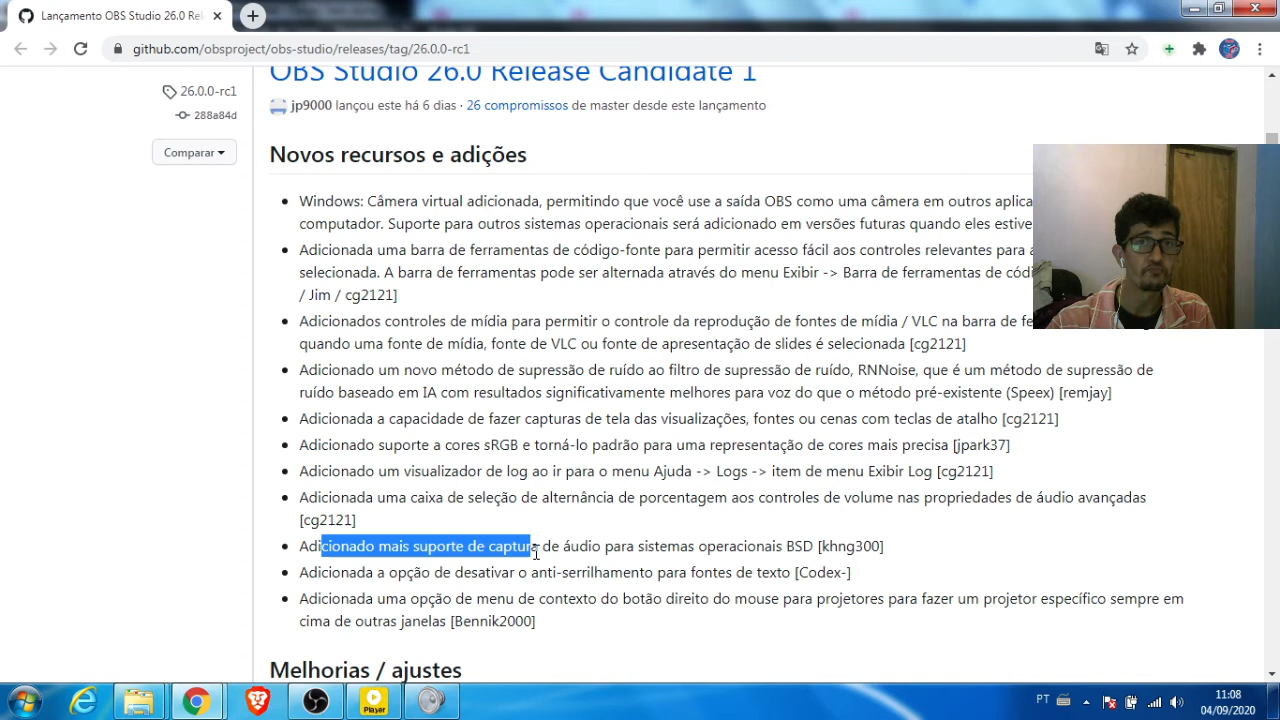 Lançamento OBS Studio 26.0 Rel
github.com/obsproject/obs-studio/releases/tag/26.0.0-rc1
OBS Studio 26.0 Release Candidate 1
26.0.0-rc1
jp9000 lançou este há 6 dias · 26 compromissos de master desde este lançamento
288a84d
Comparar
Novos recursos e adições
Windows: Câmera virtual adicionada, permitindo que você use a saída OBS como uma câmera em outros aplica
computador. Suporte para outros sistemas operacionais será adicionado em versões futuras quando eles estive
Adicionada uma barra de ferramentas de código-fonte para permitir acesso fácil aos controles relevantes para a
selecionada. A barra de ferramentas pode ser alternada através do menu Exibir -> Barra de ferramentas de códi
/ Jim / cg2121]
Adicionados controles de mídia para permitir o controle da reprodução de fontes de mídia / VLC na barra de fe
quando uma fonte de mídia, fonte de VLC ou fonte de apresentação de slides é selecionada [cg2121]
Adicionado um novo método de supressão de ruído ao filtro de supressão de ruído, RNNoise, que é um método de supressão de
ruído baseado em IA com resultados significativamente melhores para voz do que o método pré-existente (Speex) [remjay]
Adicionada a capacidade de fazer capturas de tela das visualizações, fontes ou cenas com teclas de atalho [cg2121]
Adicionado suporte a cores sRGB e torná-lo padrão para uma representação de cores mais precisa [jpark37]
Adicionado um visualizador de log ao ir para o menu Ajuda -> Logs -> item de menu Exibir Log [cg2121]
Adicionada uma caixa de seleção de alternância de porcentagem aos controles de volume nas propriedades de áudio avançadas
[cg2121]
Adicionado mais suporte de captura de áudio para sistemas operacionais BSD [khng300]
Adicionada a opção de desativar o anti-serrilhamento para fontes de texto [Codex-]
Adicionada uma opção de menu de contexto do botão direito do mouse para projetores para fazer um projetor específico sempre em
cima de outras janelas [Bennik2000]
Melhorias / ajustes
Player
PT
11:08
04/09/2020